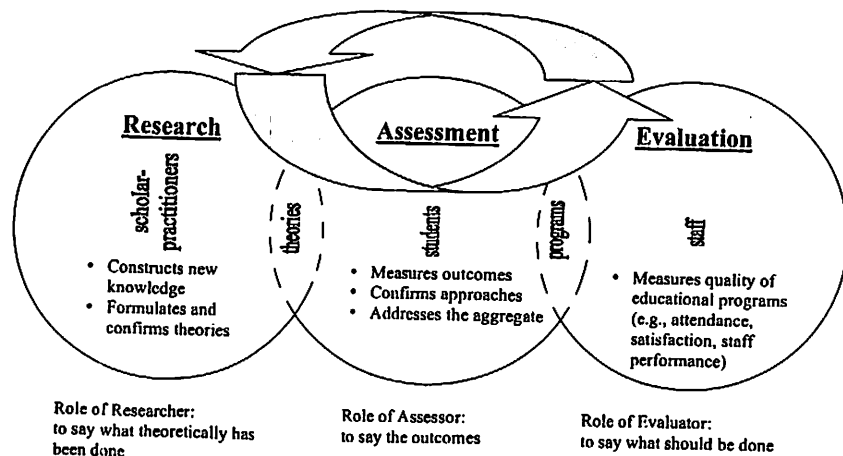 Research
scholar-
practitioners
• Constructs new
knowledge
• Formulates and
confirms theories
theories
Assessment
students
• Measures outcomes
• Confirms approaches
• Addresses the aggregate
programs
Evaluation
staff
• Measures quality of
educational programs
(e.g., attendance,
satisfaction, staff
performance)
Role of Researcher:
to say what theoretically has
been done
Role of Assessor:
to say the outcomes
Role of Evaluator:
to say what should be done